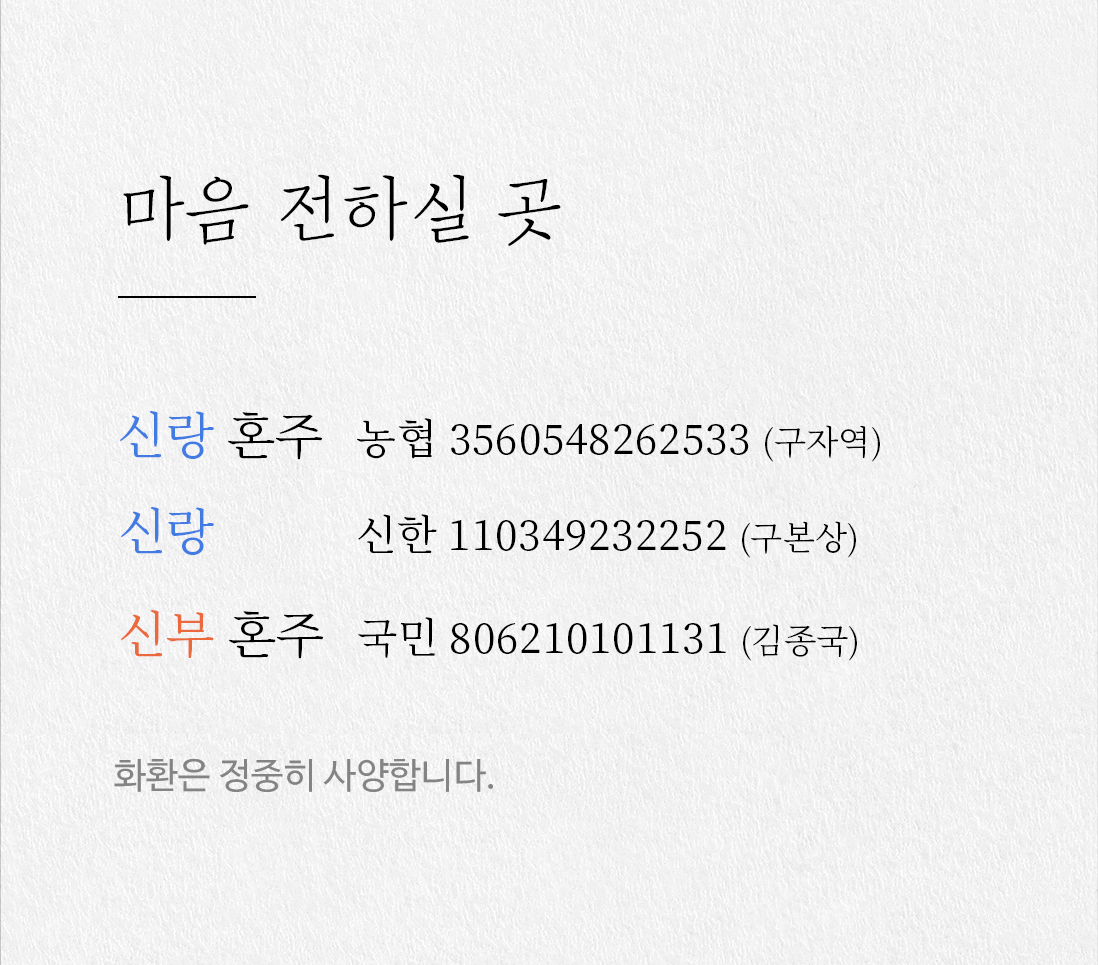 마음 전하실 곳
신랑 혼주 농협 3560548262533 (구자역)
신랑 신한 110349232252 (구본상)
신부 혼주 국민 806210101131 (김종국)
화환은 정중히 사양합니다.